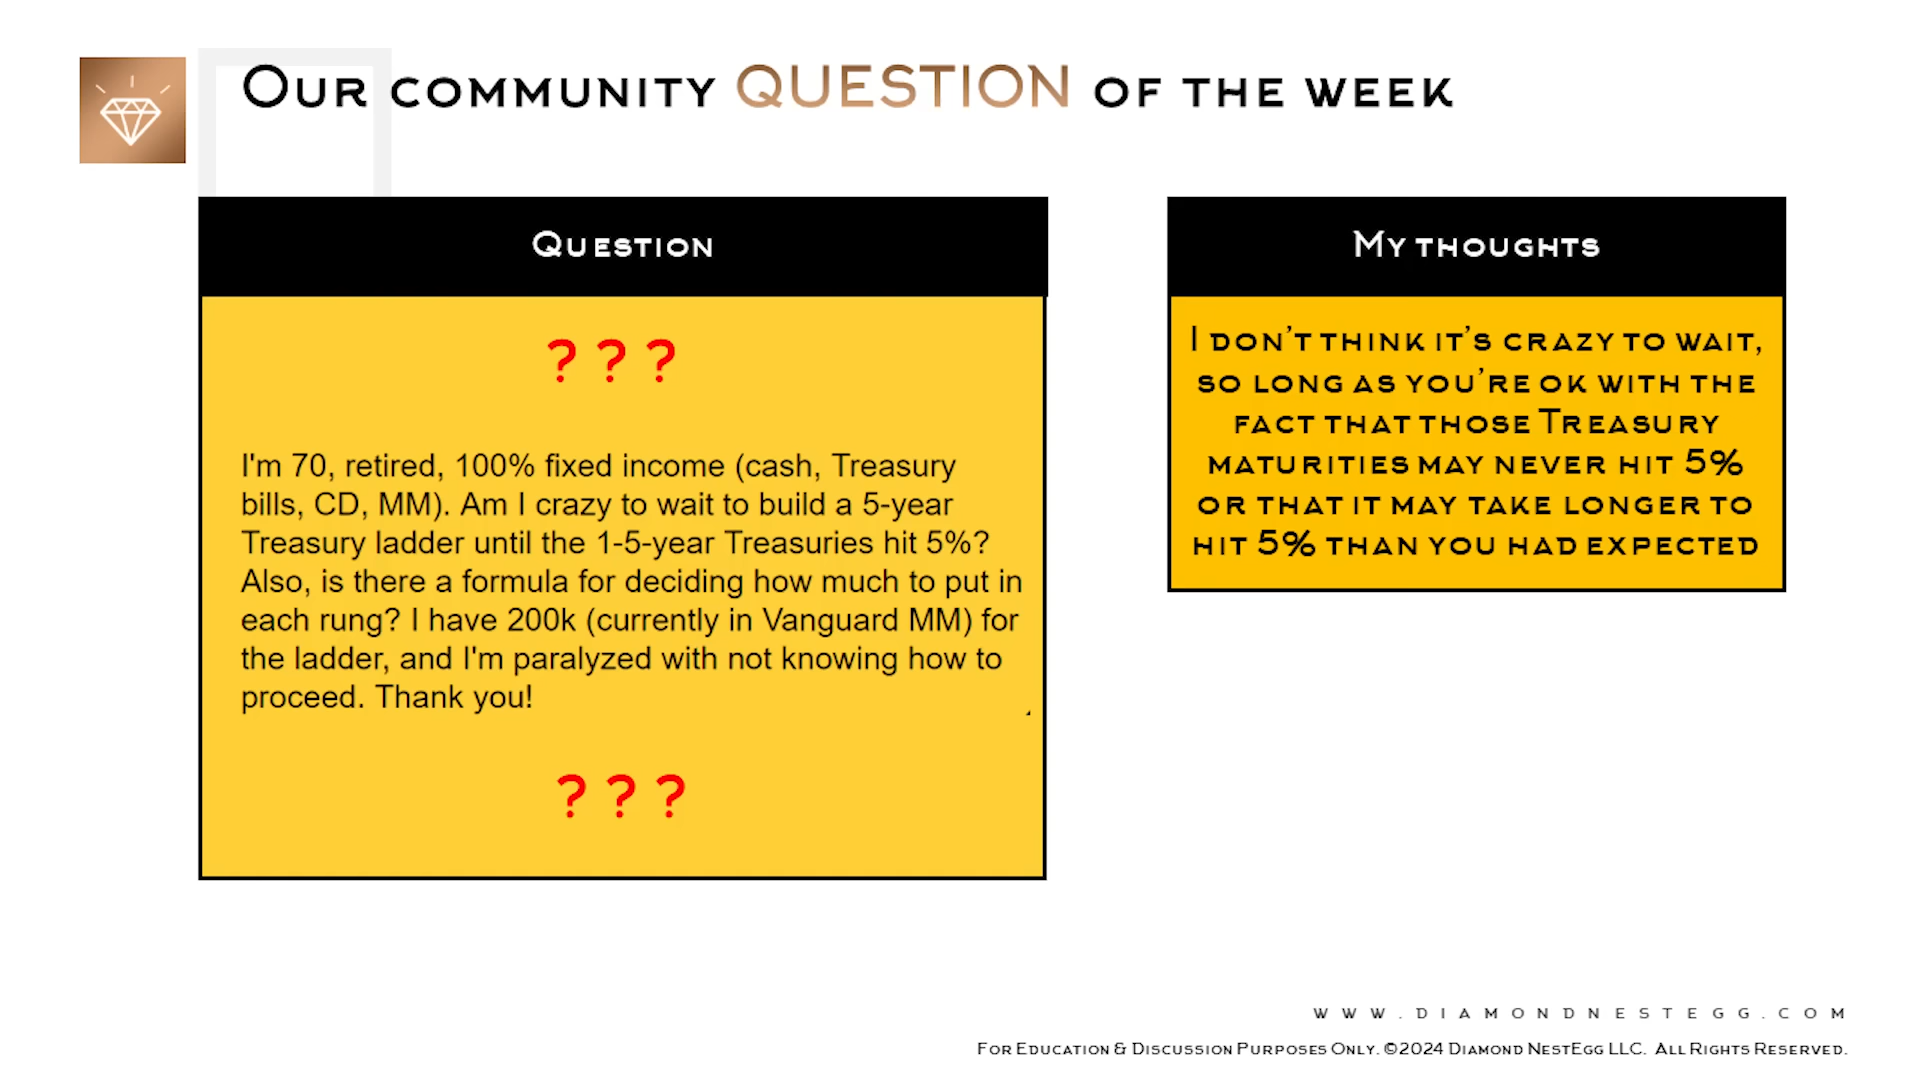 Our community QUESTION of the week
Question
? ? ?
I'm 70, retired, 100% fixed income (cash, Treasury
bills, CD, MM). Am I crazy to wait to build a 5-year
Treasury ladder until the 1-5-year Treasuries hit 5%?
Also, is there a formula for deciding how much to put in
each rung? I have 200k (currently in Vanguard MM) for
the ladder, and I'm paralyzed with not knowing how to
proceed. Thank you!
? ? ?
My thoughts
I don't think it's crazy to wait,
so long as you're ok with the
fact that those Treasury
maturities may never hit 5%
or that it may take longer to
hit 5% than you had expected
www.diamondnestegg.com
For Education & Discussion Purposes Only. ©2024 Diamond NestEgg LLC. All Rights Reserved.